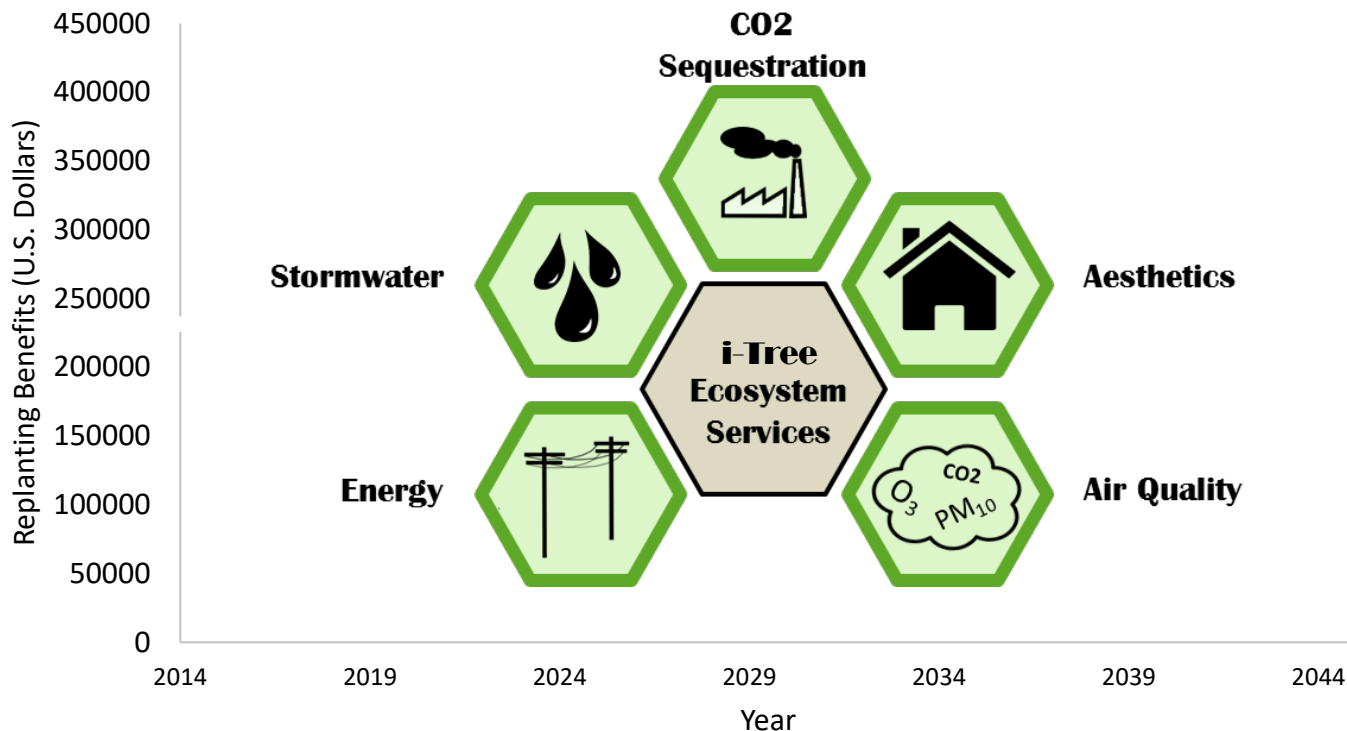 Replanting Benefits (U.S. Dollars)
450000
400000
350000
300000
250000
200000
150000
100000
50000
0
2014 2019 2024 2029 2034 2039 2044
Year
CO2
Sequestration
Stormwater
Aesthetics
i-Tree
Ecosystem
Services
Energy
Air Quality
CO2
O3
PM10